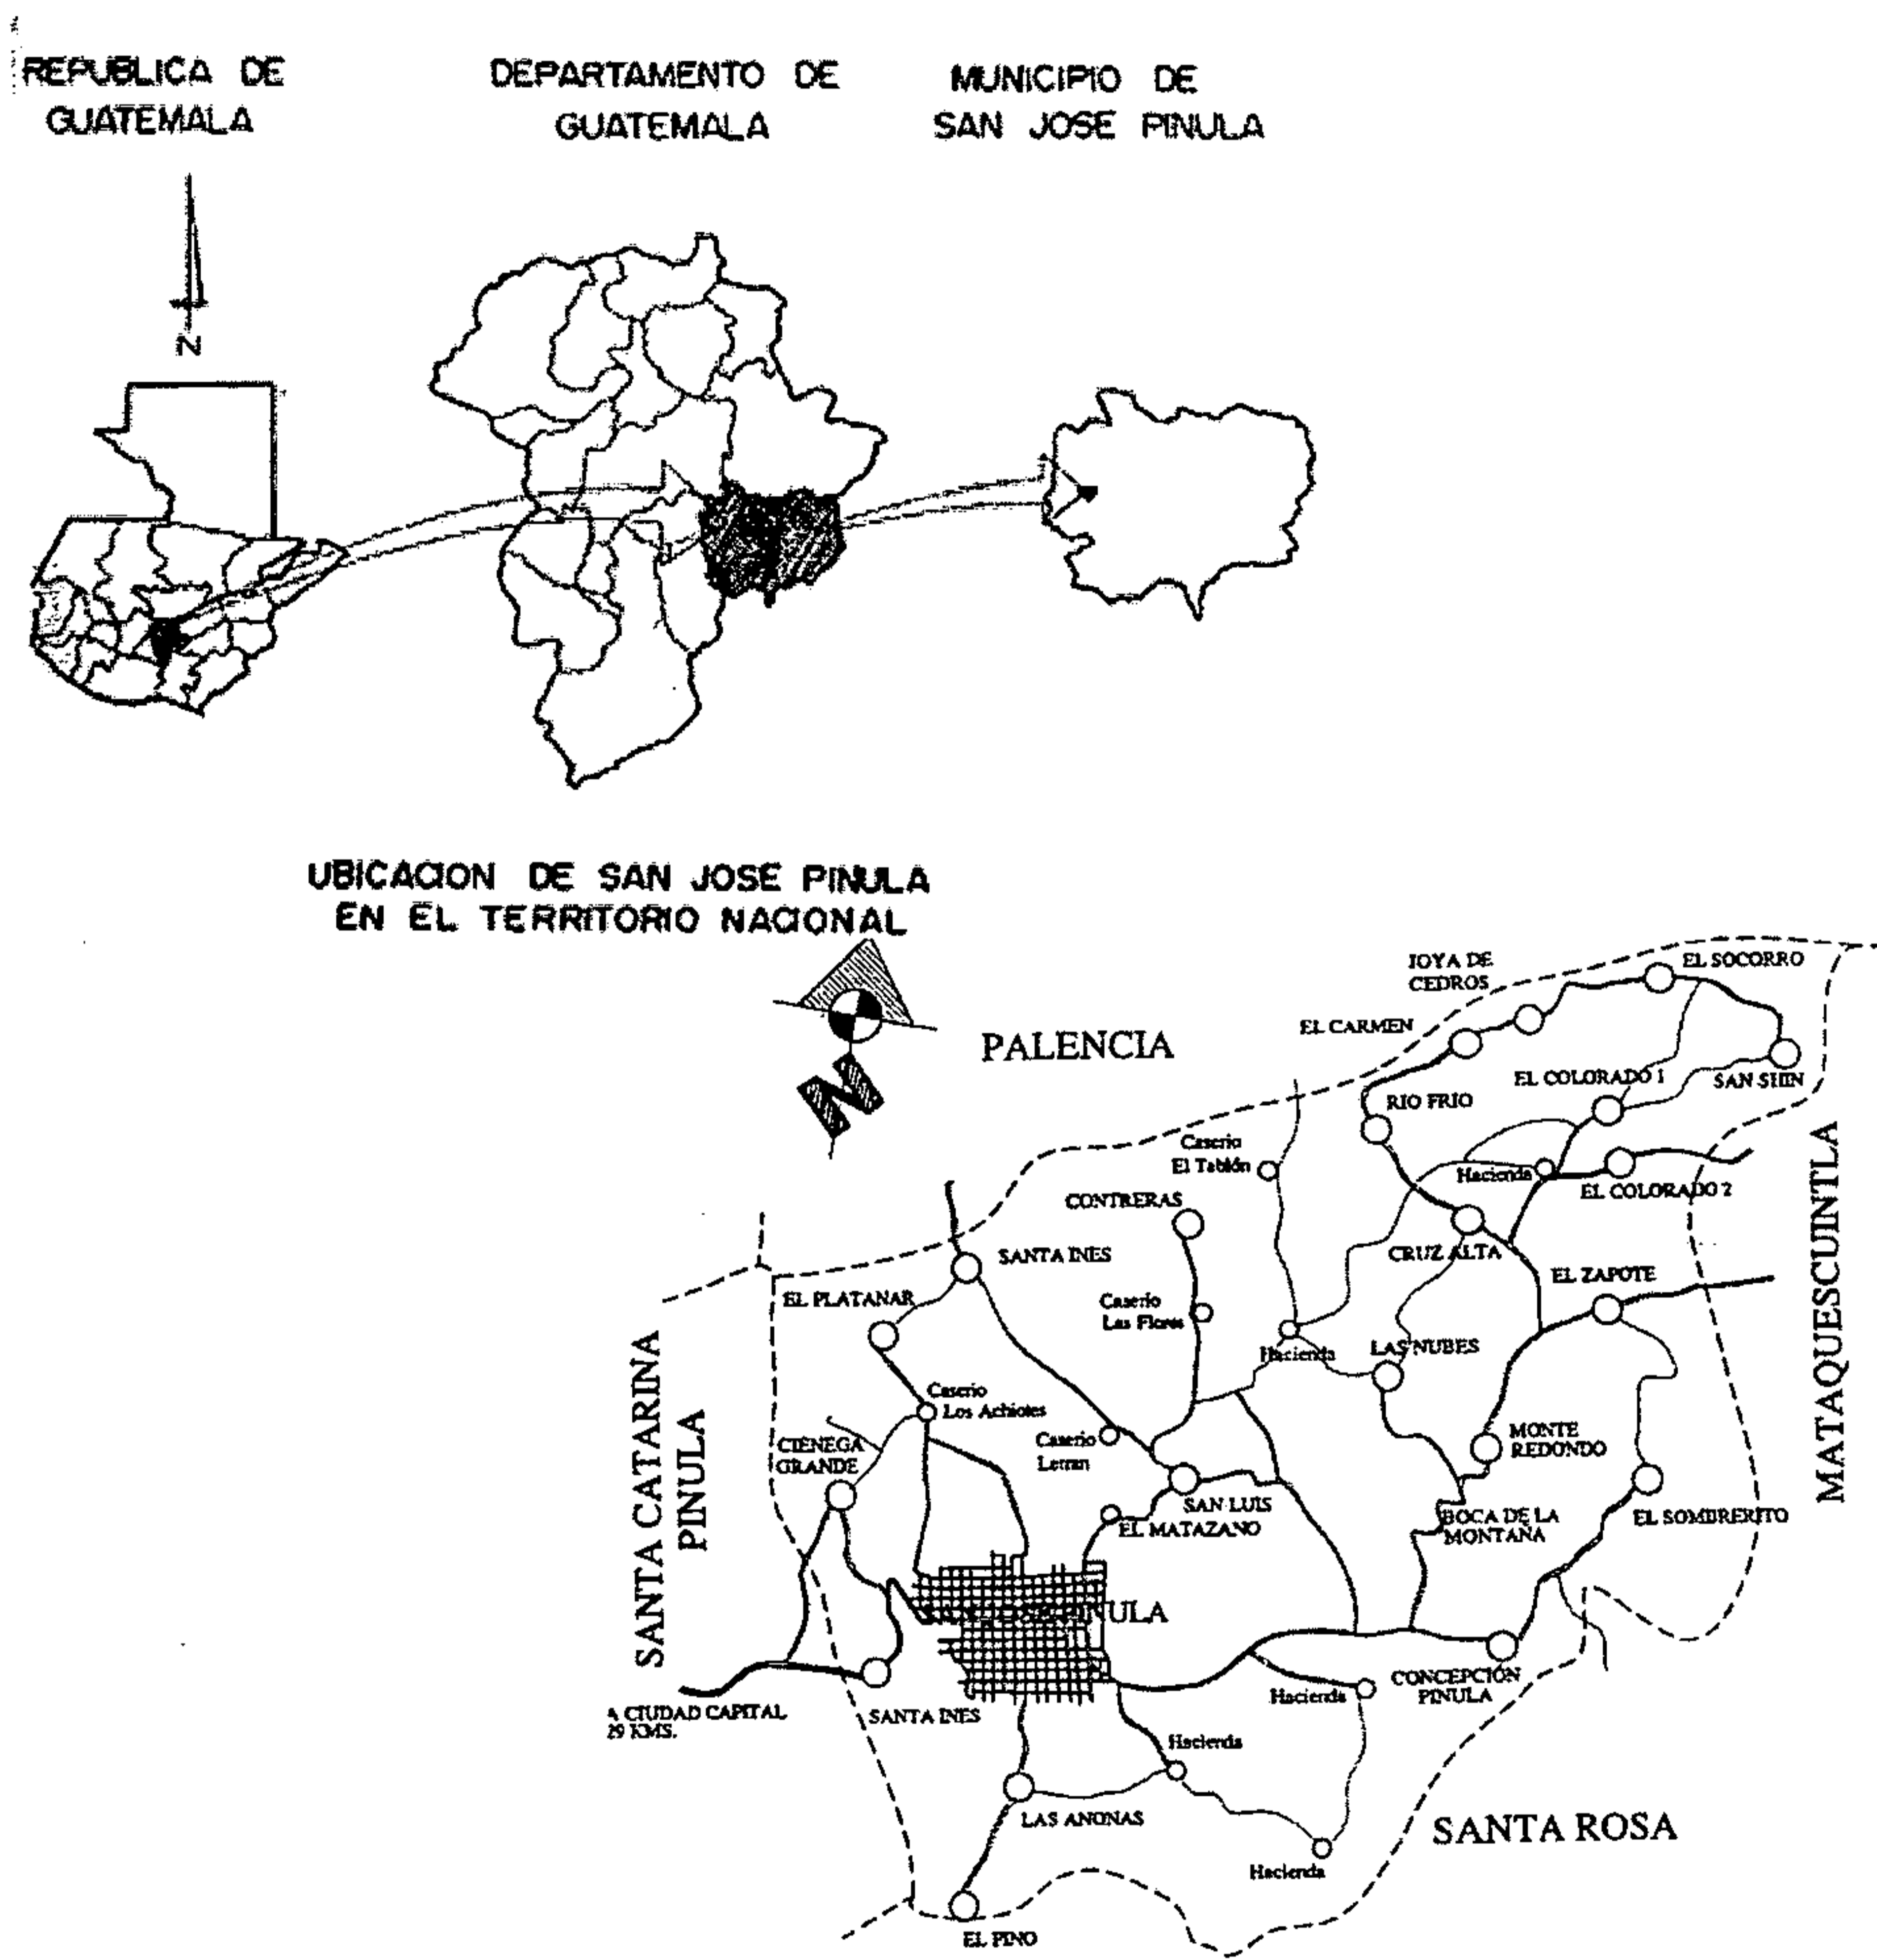 REPUBLICA DE
GUATEMALA
DEPARTAMENTO DE
GUATEMALA
MUNICIPIO DE
SAN JOSE PINULA
N
UBICACION DE SAN JOSE PINULA
EN EL TERRITORIO NACIONAL
N
PALENCIA
JOYA DE
CEDROS
EL SOCORRO
EL CARMEN
EL COLORADO 1
SAN SHIN
RIO FRIO
Caserio
El Tablón
Hacienda
EL COLORADO 2
CONTRERAS
CRUZ ALTA
SANTA INES
EL ZAPOTE
EL PLATANAR
Caserio
Las Flores
Hacienda
LAS NUBES
MATAQUESCUINTLA
SANTA CATARINA
PINULA
Caserio
Los Achiotes
CIENEGA
GRANDE
Caserio
Letran
MONTE
REDONDO
SAN LUIS
EL MATAZANO
BOCA DE LA
MONTAÑA
EL SOMBRERITO
SAN JOSE PINULA
CONCEPCIÓN
PINULA
Hacienda
A CIUDAD CAPITAL
29 KMS.
SANTA INES
Hacienda
LAS ANONAS
SANTA ROSA
Hacienda
EL PINO